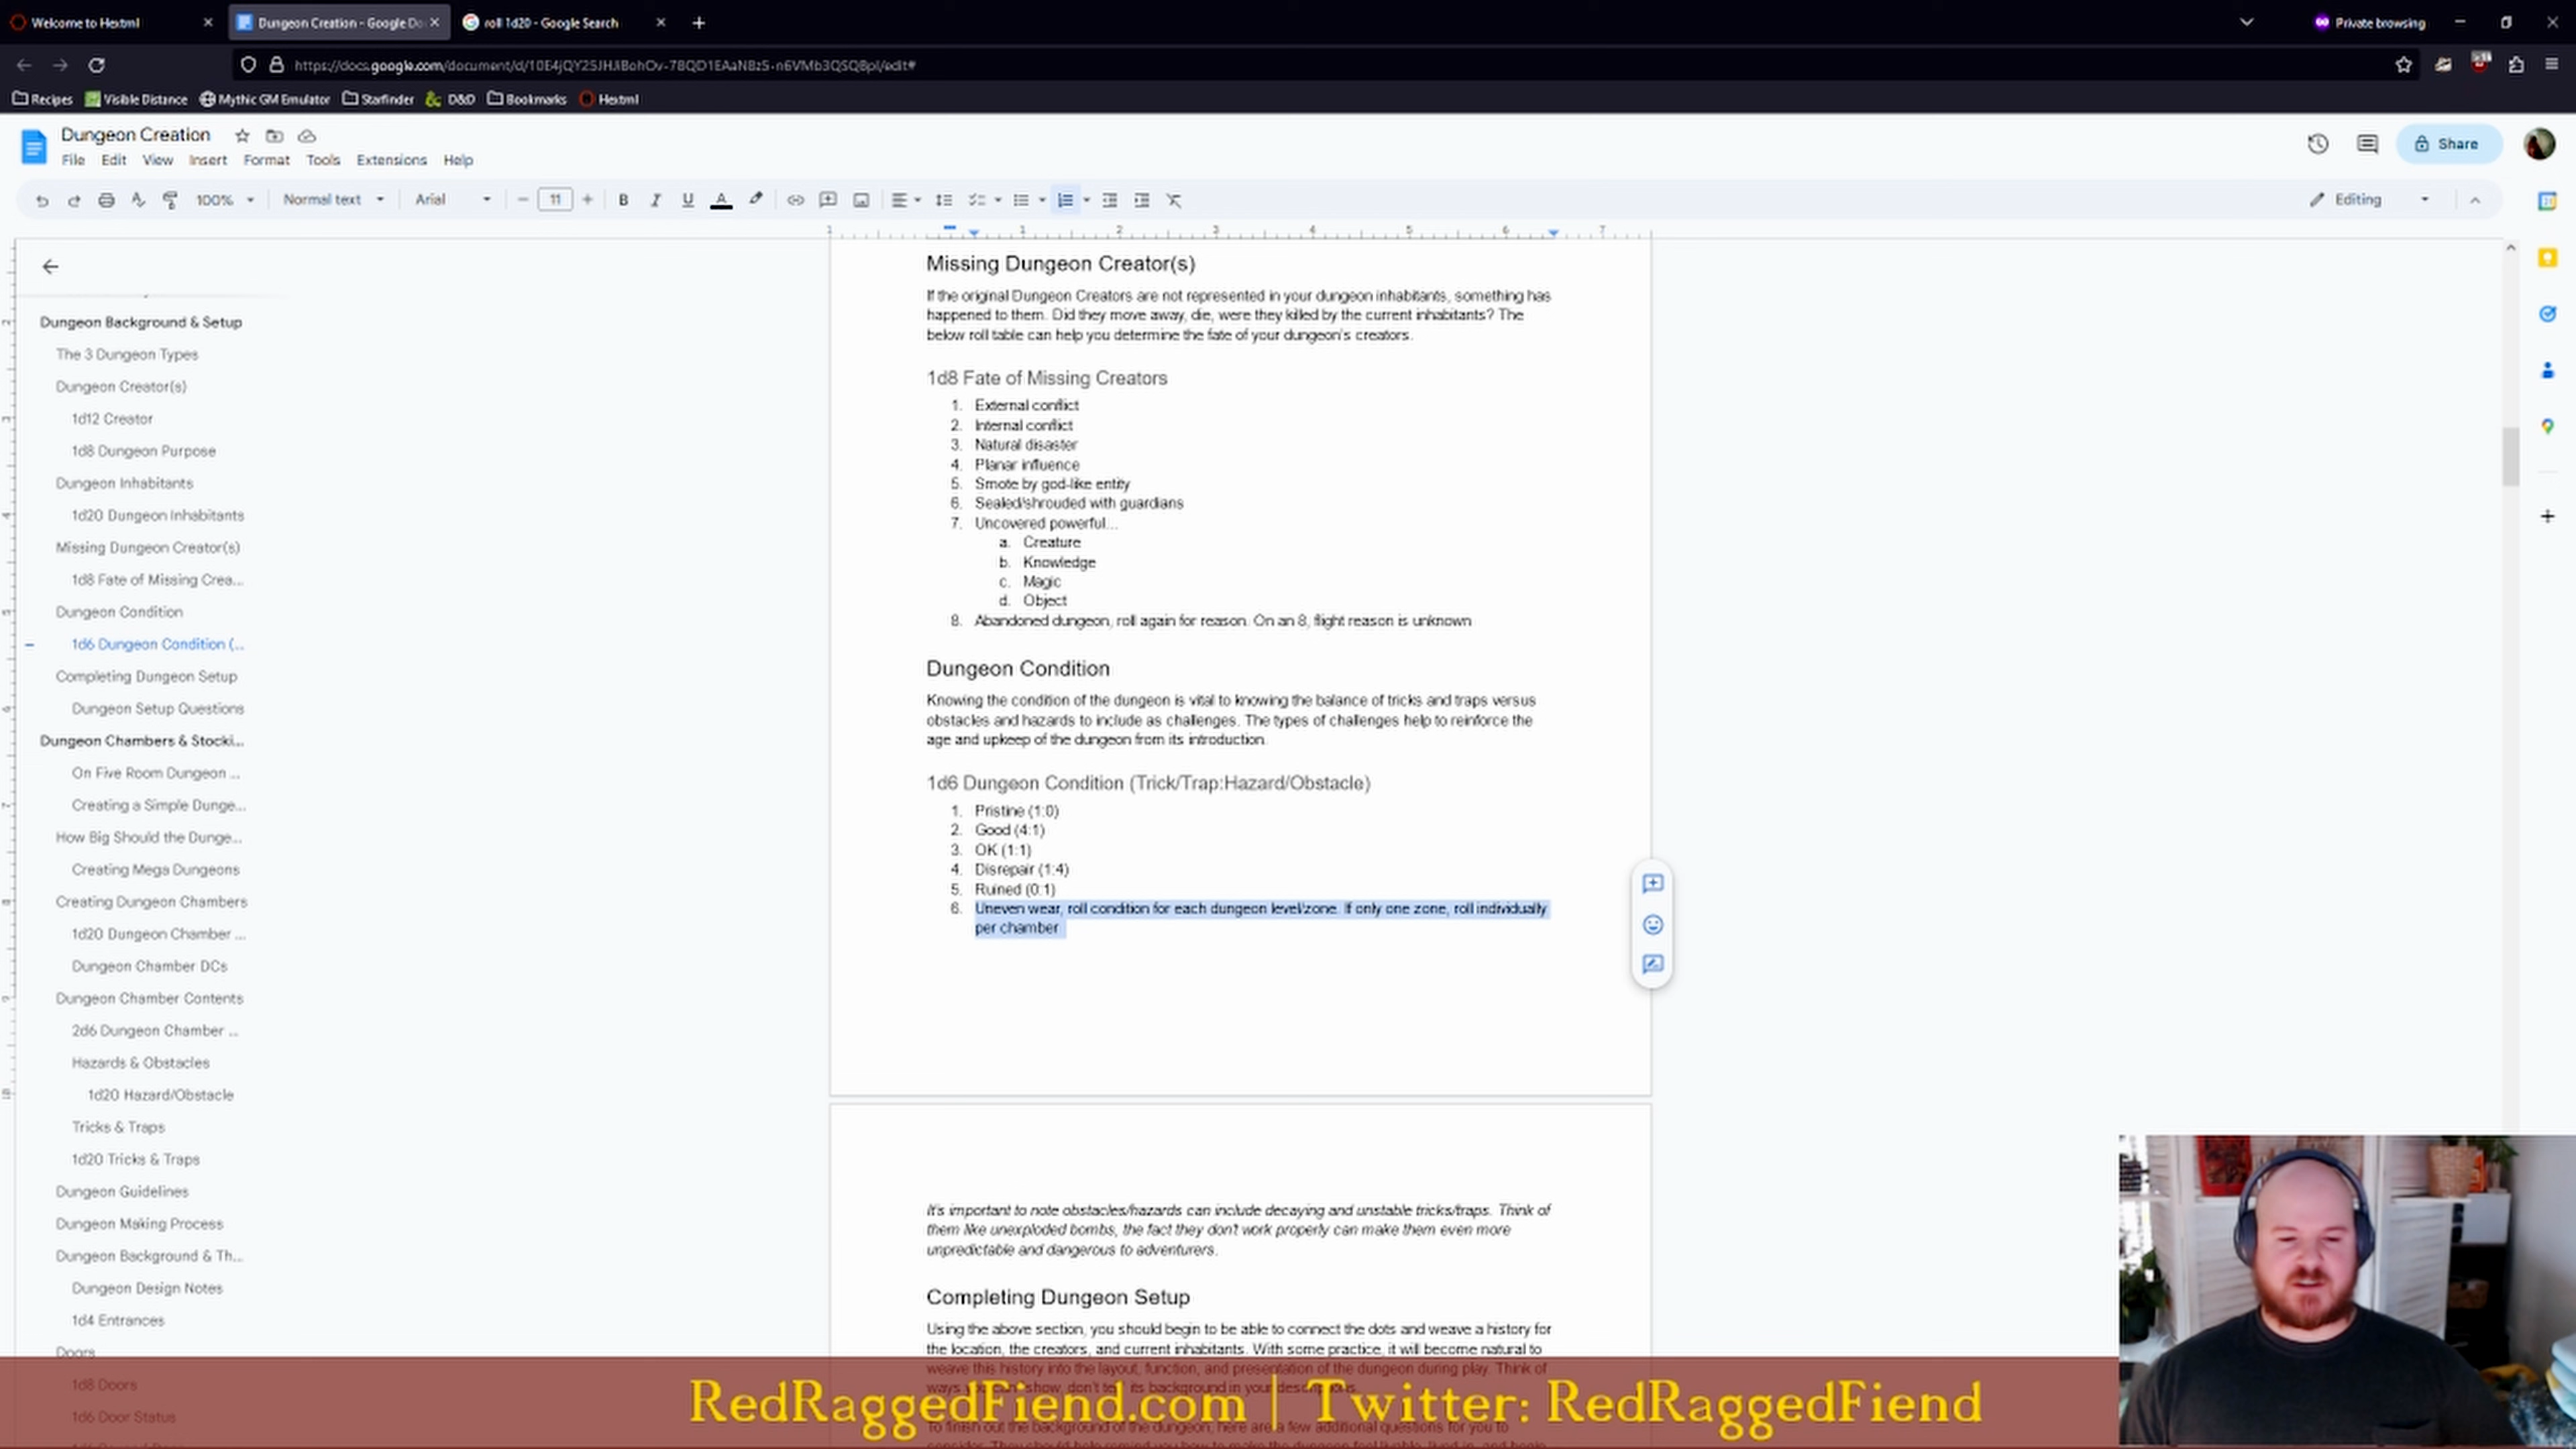 Welcome to Hextml
Dungeon Creation - Google Do
roll 1d20 - Google Search
Private browsing
https://docs.google.com/document/d/
Recipes
Visible Distance
Mythic GM Emulator
Starfinder
D&D
Bookmarks
Hextml
Dungeon Creation
File Edit View Insert Format Tools Extensions Help
Share
100%
Normal text
Arial
11
Editing
Dungeon Background & Setup
The 3 Dungeon Types
Dungeon Creator(s)
1d12 Creator
1d8 Dungeon Purpose
Dungeon Inhabitants
1d20 Dungeon Inhabitants
Missing Dungeon Creator(s)
1d8 Fate of Missing Crea...
Dungeon Condition
1d6 Dungeon Condition (...
Completing Dungeon Setup
Dungeon Setup Questions
Dungeon Chambers & Stocki...
On Five Room Dungeon ...
Creating a Simple Dunge...
How Big Should the Dunge...
Creating Mega Dungeons
Creating Dungeon Chambers
1d20 Dungeon Chamber ...
Dungeon Chamber DCs
Dungeon Chamber Contents
2d6 Dungeon Chamber ...
Hazards & Obstacles
1d20 Hazard/Obstacle
Tricks & Traps
1d20 Tricks & Traps
Dungeon Guidelines
Dungeon Making Process
Dungeon Background & Th...
Dungeon Design Notes
1d4 Entrances
Doors
1d8 Doors
1d6 Door Status
Missing Dungeon Creator(s)
If the original Dungeon Creators are not represented in your dungeon inhabitants, something has
happened to them. Did they move away, die, were they killed by the current inhabitants? The
below roll table can help you determine the fate of your dungeon's creators.
1d8 Fate of Missing Creators
1. External conflict
2. Internal conflict
3. Natural disaster
4. Planar influence
5. Smote by god-like entity
6. Sealed/shrouded with guardians
7. Uncovered powerful...
a. Creature
b. Knowledge
c. Magic
d. Object
8. Abandoned dungeon, roll again for reason. On an 8, flight reason is unknown
Dungeon Condition
Knowing the condition of the dungeon is vital to knowing the balance of tricks and traps versus
obstacles and hazards to include as challenges. The types of challenges help to reinforce the
age and upkeep of the dungeon from its introduction.
1d6 Dungeon Condition (Trick/Trap:Hazard/Obstacle)
1. Pristine (1:0)
2. Good (4:1)
3. OK (1:1)
4. Disrepair (1:4)
5. Ruined (0:1)
6. Uneven wear, roll condition for each dungeon level/zone. If only one zone, roll individually
per chamber
It's important to note obstacles/hazards can include decaying and unstable tricks/traps. Think of
them like unexploded bombs, the fact they don't work properly can make them even more
unpredictable and dangerous to adventurers.
Completing Dungeon Setup
Using the above section, you should begin to be able to connect the dots and weave a history for
the location, the creators, and current inhabitants. With some practice, it will become natural to
weave this history into the layout, function, and presentation of the dungeon during play. Think of
RedRaggedFiend.com | Twitter: RedRaggedFiend